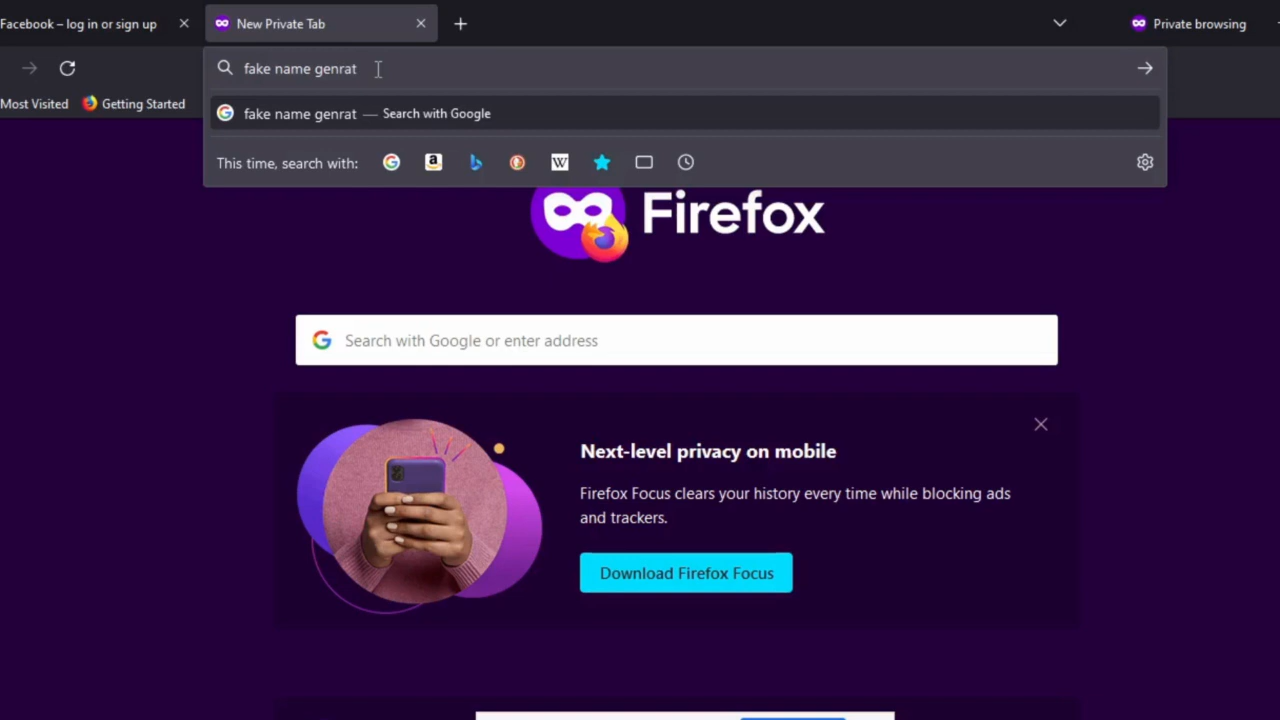 Facebook – log in or sign up
New Private Tab
Private browsing
fake name genrat
Most Visited
Getting Started
fake name genrat — Search with Google
This time, search with:
Firefox
Search with Google or enter address
Next-level privacy on mobile
Firefox Focus clears your history every time while blocking ads
and trackers.
Download Firefox Focus